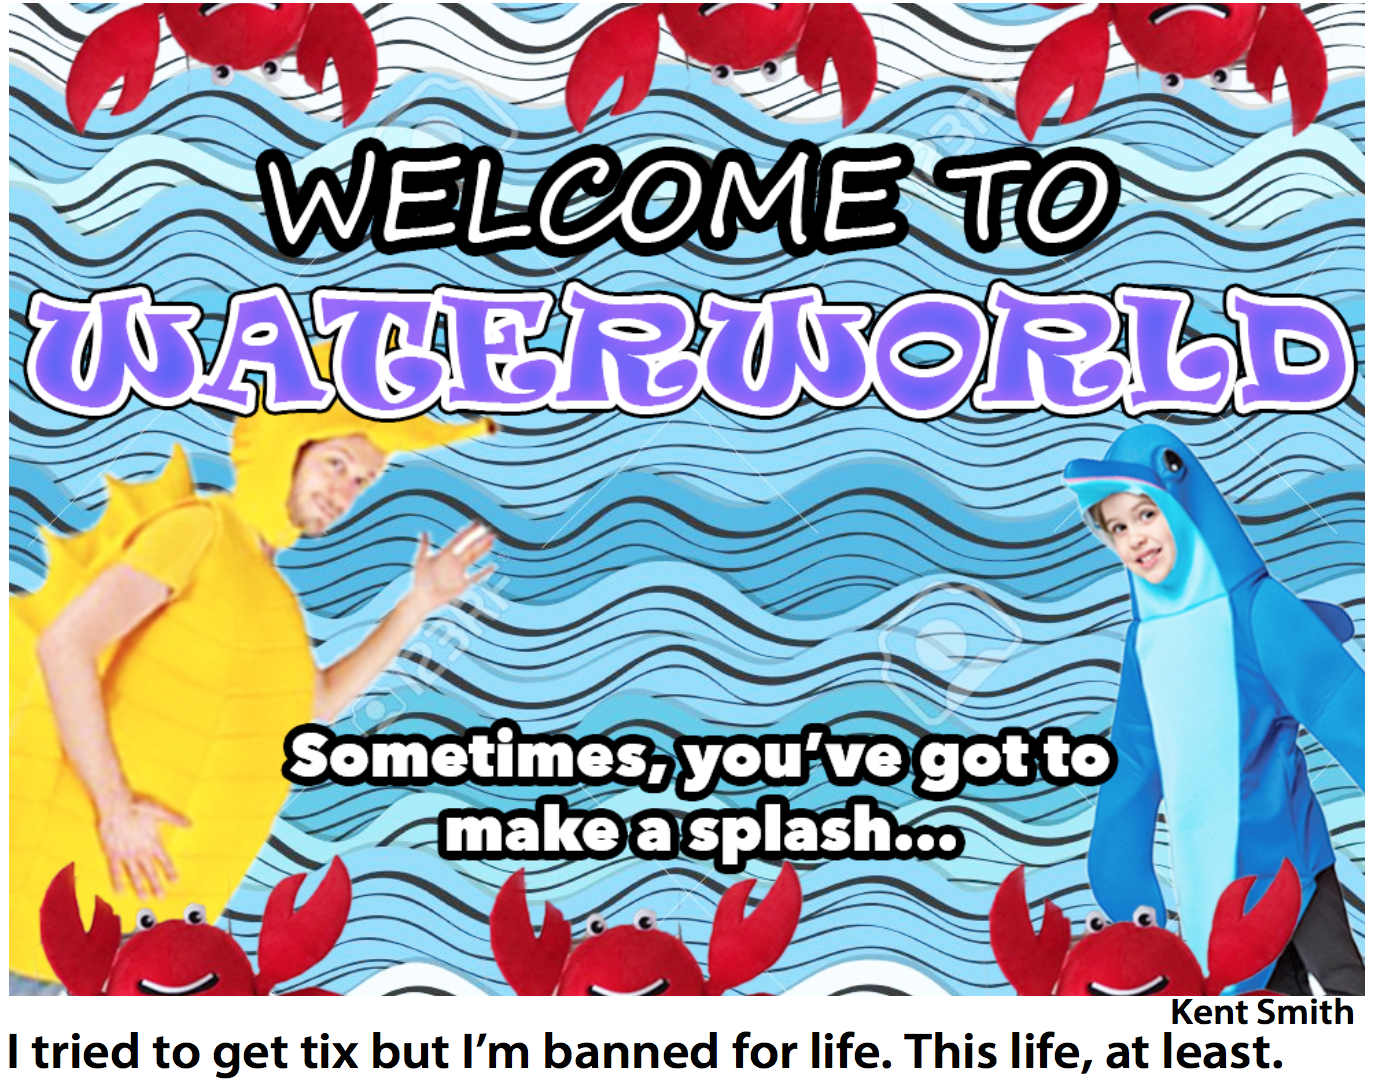 WELCOME TO
WATERWORLD
123RF
Sometimes, you've got to
make a splash...
Kent Smith
I tried to get tix but I'm banned for life. This life, at least.